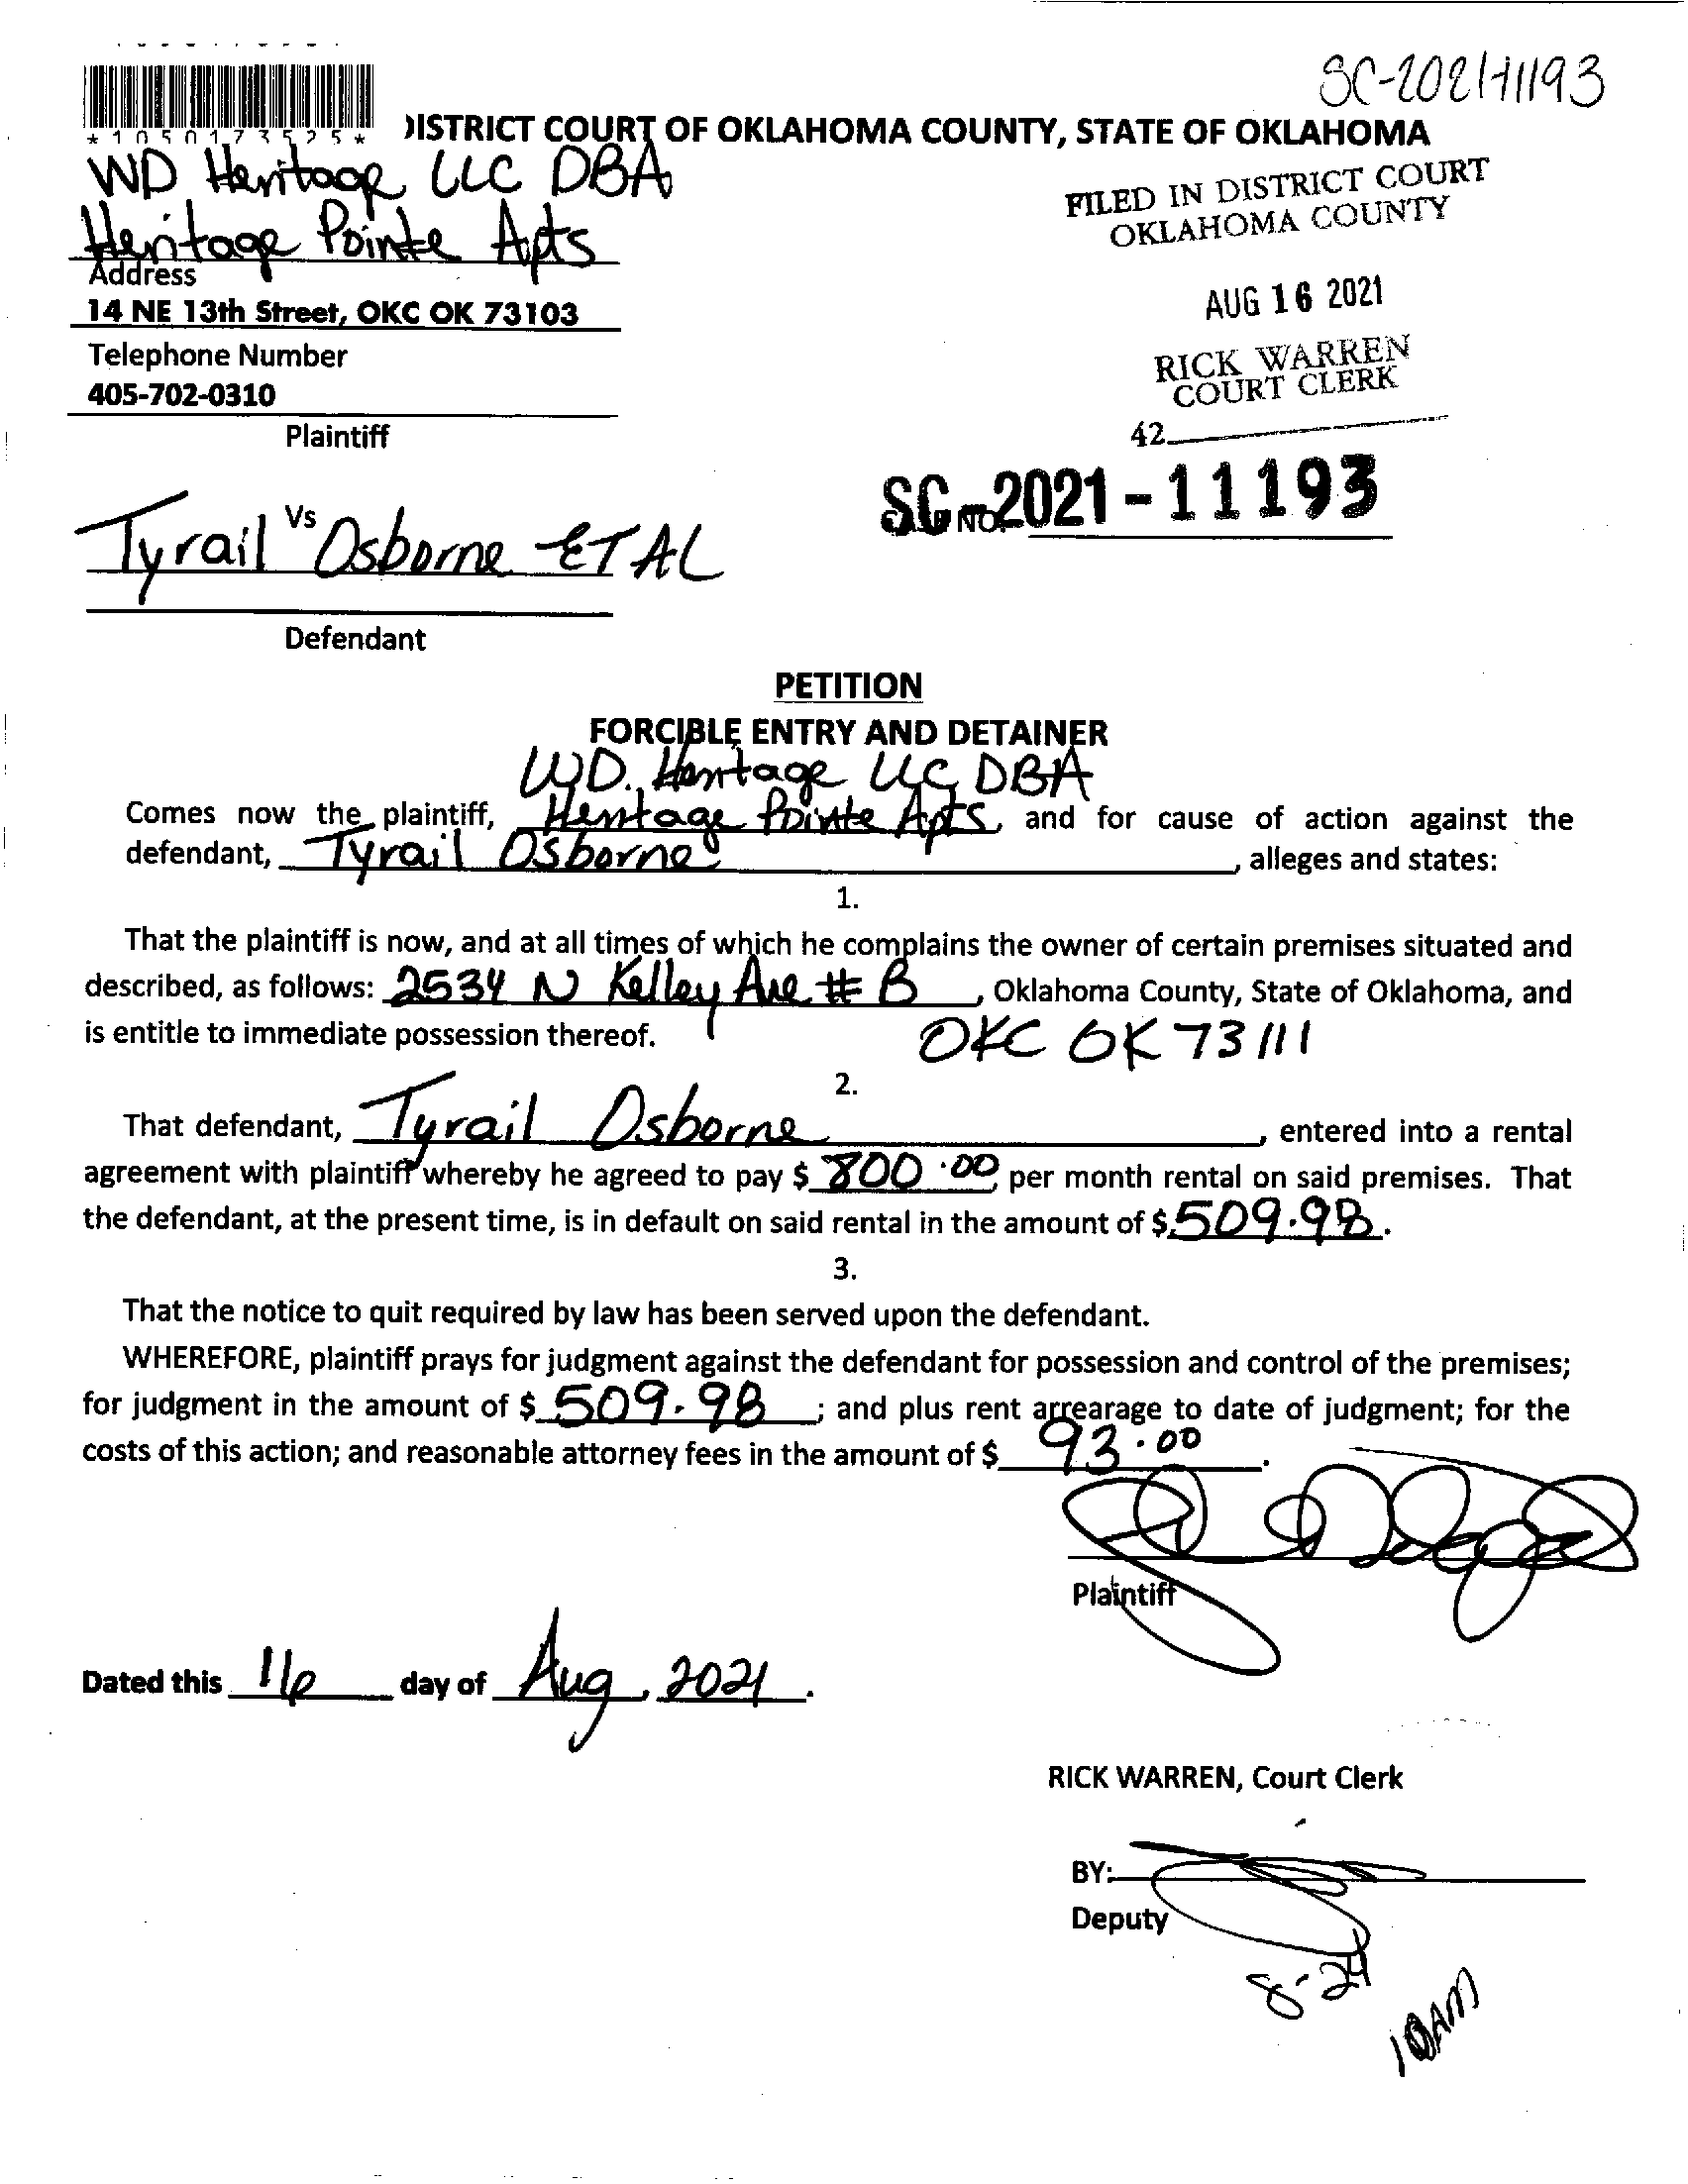 SC-2021-11193
*1050173525*
DISTRICT COURT OF OKLAHOMA COUNTY, STATE OF OKLAHOMA
WD Heritage LLC DBA
Heritage Pointe Apts
FILED IN DISTRICT COURT
OKLAHOMA COUNTY
Address
14 NE 13th Street, OKC OK 73103
AUG 16 2021
Telephone Number
405-702-0310
RICK WARREN
COURT CLERK
Plaintiff
42
SC NO. 2021-11193
Vs
Tyrail Osborne ET AL
Defendant
PETITION
FORCIBLE ENTRY AND DETAINER
WD. Heritage LLC DBA
Comes now the plaintiff, Heritage Pointe Apts, and for cause of action against the
defendant, Tyrail Osborne, alleges and states:
1.
That the plaintiff is now, and at all times of which he complains the owner of certain premises situated and
described, as follows: 2534 N Kelley Ave # B, Oklahoma County, State of Oklahoma, and
is entitle to immediate possession thereof. OKC OK 73111
2.
That defendant, Tyrail Osborne, entered into a rental
agreement with plaintiff whereby he agreed to pay $ 800.00 per month rental on said premises. That
the defendant, at the present time, is in default on said rental in the amount of $ 509.98.
3.
That the notice to quit required by law has been served upon the defendant.
WHEREFORE, plaintiff prays for judgment against the defendant for possession and control of the premises;
for judgment in the amount of $ 509.98; and plus rent arrearage to date of judgment; for the
costs of this action; and reasonable attorney fees in the amount of $ 93.00.
Plaintiff
Dated this 16 day of Aug, 2021.
RICK WARREN, Court Clerk
BY:
Deputy
8-24
10AM